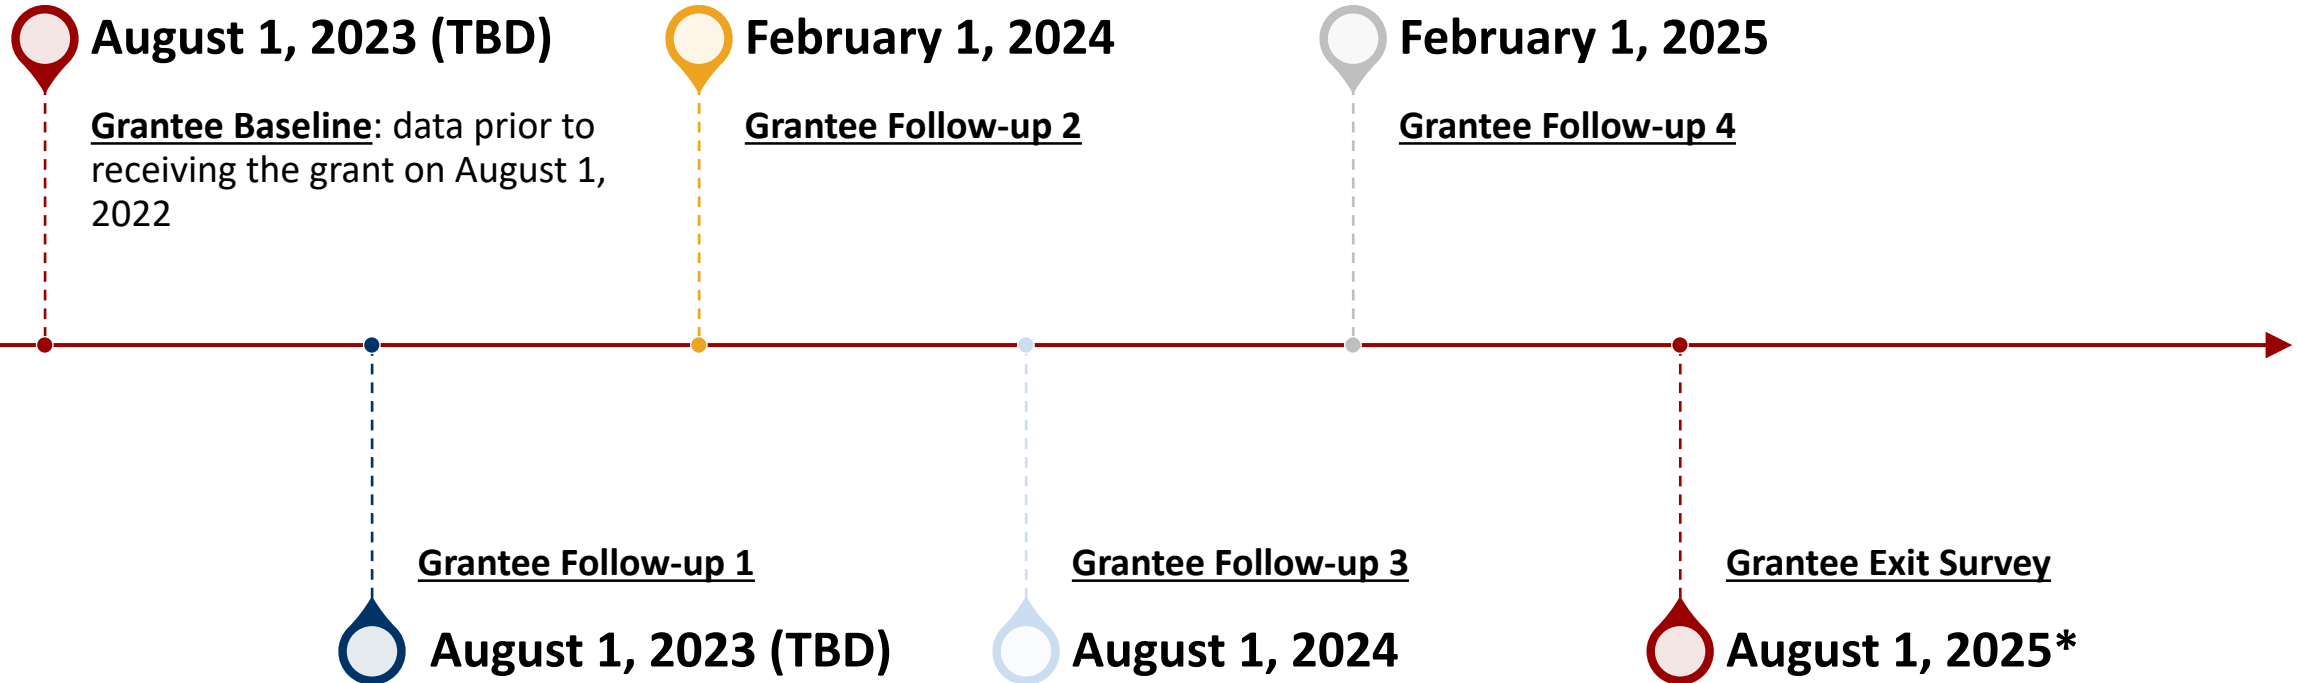 August 1, 2023 (TBD)
Grantee Baseline: data prior to
receiving the grant on August 1,
2022
February 1, 2024
Grantee Follow-up 2
February 1, 2025
Grantee Follow-up 4
Grantee Follow-up 1
August 1, 2023 (TBD)
Grantee Follow-up 3
August 1, 2024
Grantee Exit Survey
August 1, 2025*